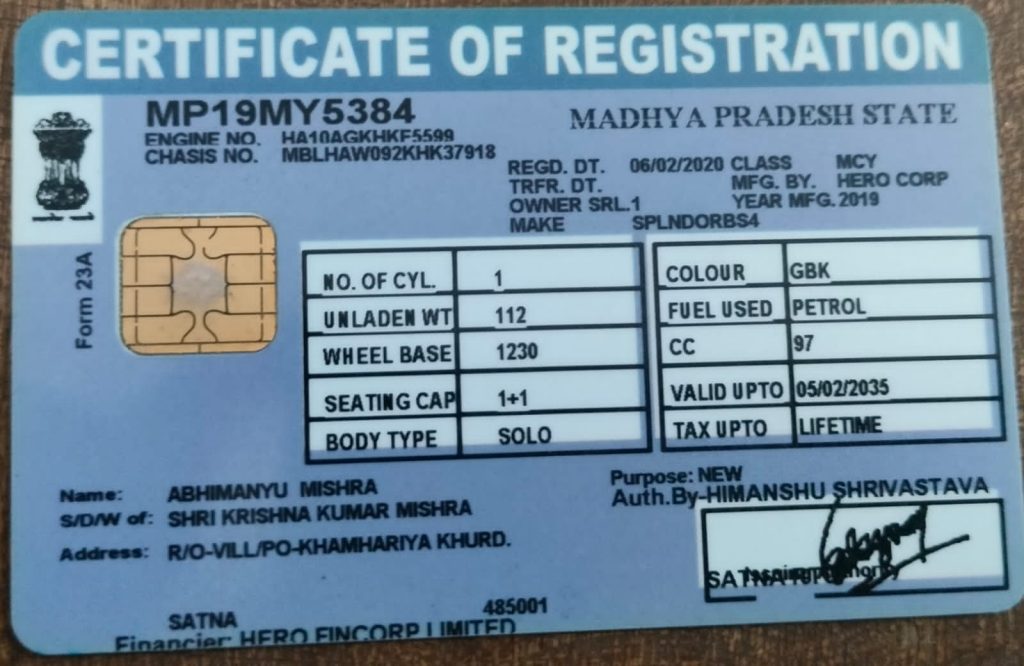 CERTIFICATE OF REGISTRATION
MP19MY5384
MADHYA PRADESH STATE
ENGINE NO. HA10AGKHKF5599
CHASIS NO. MBLHAW092KHK37918
REGD. DT. 06/02/2020 CLASS MCY
TRFR. DT. MFG. BY. HERO CORP
OWNER SRL.1 YEAR MFG. 2019
MAKE SPLNDORBS4
Form 23A
NO. OF CYL. 1
UNLADEN WT 112
WHEEL BASE 1230
SEATING CAP 1+1
BODY TYPE SOLO
COLOUR GBK
FUEL USED PETROL
CC 97
VALID UPTO 05/02/2035
TAX UPTO LIFETIME
Purpose: NEW
Auth.By-HIMANSHU SHRIVASTAVA
Name: ABHIMANYU MISHRA
S/D/W of: SHRI KRISHNA KUMAR MISHRA
Address: R/O-VILL/PO-KHAMHARIYA KHURD.
SATNA
SATNA 485001
Financier: HERO FINCORP LIMITED